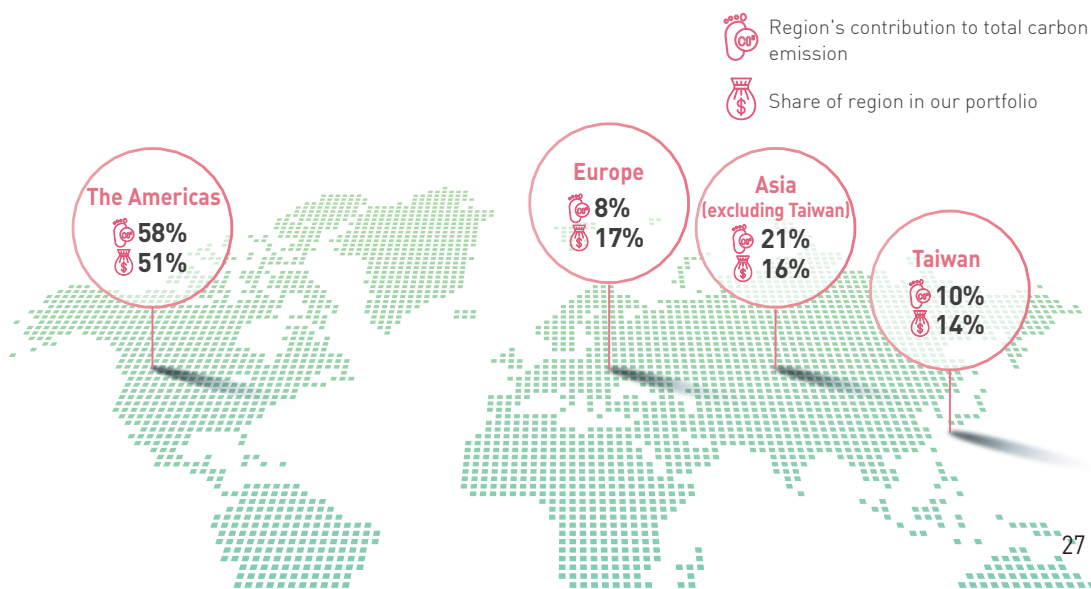 Region's contribution to total carbon
emission
Share of region in our portfolio
The Americas
58%
51%
Europe
8%
17%
Asia
(excluding Taiwan)
21%
16%
Taiwan
10%
14%
27